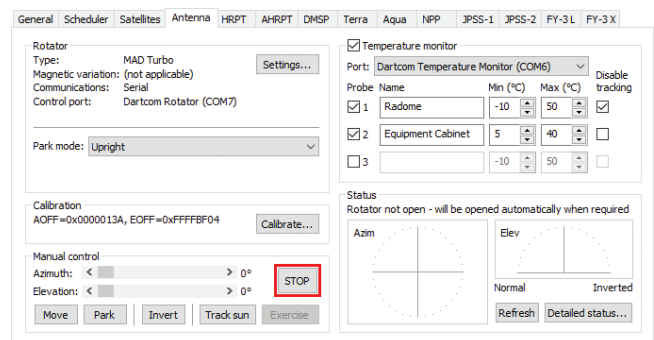 General Scheduler Satellites Antenna HRPT AHRPT DMSP Terra Aqua NPP JPSS-1 JPSS-2 FY-3 L FY-3 X
Rotator
Type: MAD Turbo
Settings...
Magnetic variation: (not applicable)
Communications: Serial
Control port: Dartcom Rotator (COM7)
Park mode: Upright
Calibration
AOFF=0x0000013A, EOFF=0xFFFFBF04
Calibrate...
Manual control
Azimuth: 0°
Elevation: 0°
STOP
Move Park Invert Track sun Exercise
Temperature monitor
Port: Dartcom Temperature Monitor (COM6)
Probe Name Min (°C) Max (°C) Disable tracking
1 Radome -10 50
2 Equipment Cabinet 5 40
3 -10 50
Status
Rotator not open - will be opened automatically when required
Azim Elev
Normal Inverted
Refresh Detailed status...